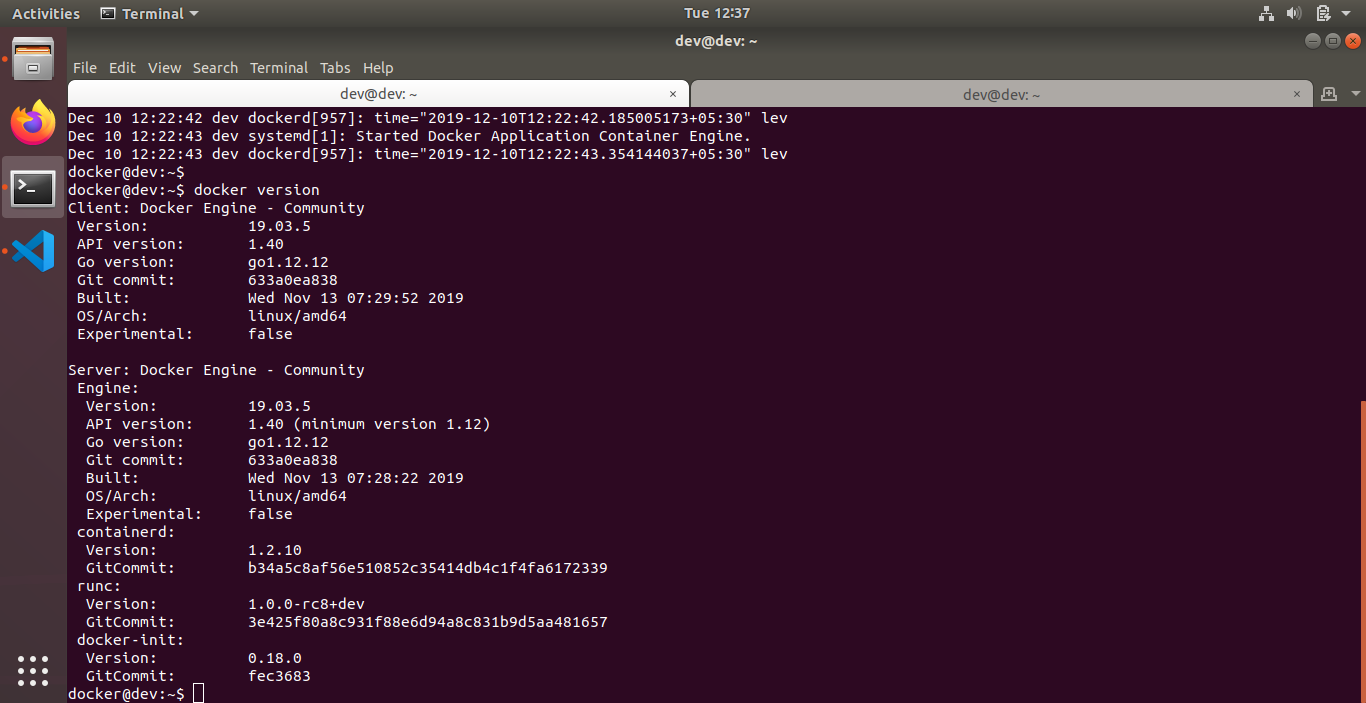 Activities Terminal Tue 12:37
dev@dev: ~
File Edit View Search Terminal Tabs Help
dev@dev: ~ × dev@dev: ~ ×
Dec 10 12:22:42 dev dockerd[957]: time="2019-12-10T12:22:42.185005173+05:30" lev
Dec 10 12:22:43 dev systemd[1]: Started Docker Application Container Engine.
Dec 10 12:22:43 dev dockerd[957]: time="2019-12-10T12:22:43.354144037+05:30" lev
docker@dev:~$
docker@dev:~$ docker version
Client: Docker Engine - Community
 Version:           19.03.5
 API version:       1.40
 Go version:        go1.12.12
 Git commit:        633a0ea838
 Built:             Wed Nov 13 07:29:52 2019
 OS/Arch:           linux/amd64
 Experimental:      false

Server: Docker Engine - Community
 Engine:
  Version:          19.03.5
  API version:      1.40 (minimum version 1.12)
  Go version:       go1.12.12
  Git commit:       633a0ea838
  Built:            Wed Nov 13 07:28:22 2019
  OS/Arch:          linux/amd64
  Experimental:     false
 containerd:
  Version:          1.2.10
  GitCommit:        b34a5c8af56e510852c35414db4c1f4fa6172339
 runc:
  Version:          1.0.0-rc8+dev
  GitCommit:        3e425f80a8c931f88e6d94a8c831b9d5aa481657
 docker-init:
  Version:          0.18.0
  GitCommit:        fec3683
docker@dev:~$